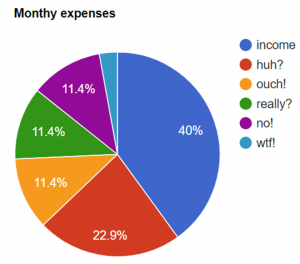 Monthy expenses
income
huh?
ouch!
really?
no!
wtf!
40%
22.9%
11.4%
11.4%
11.4%